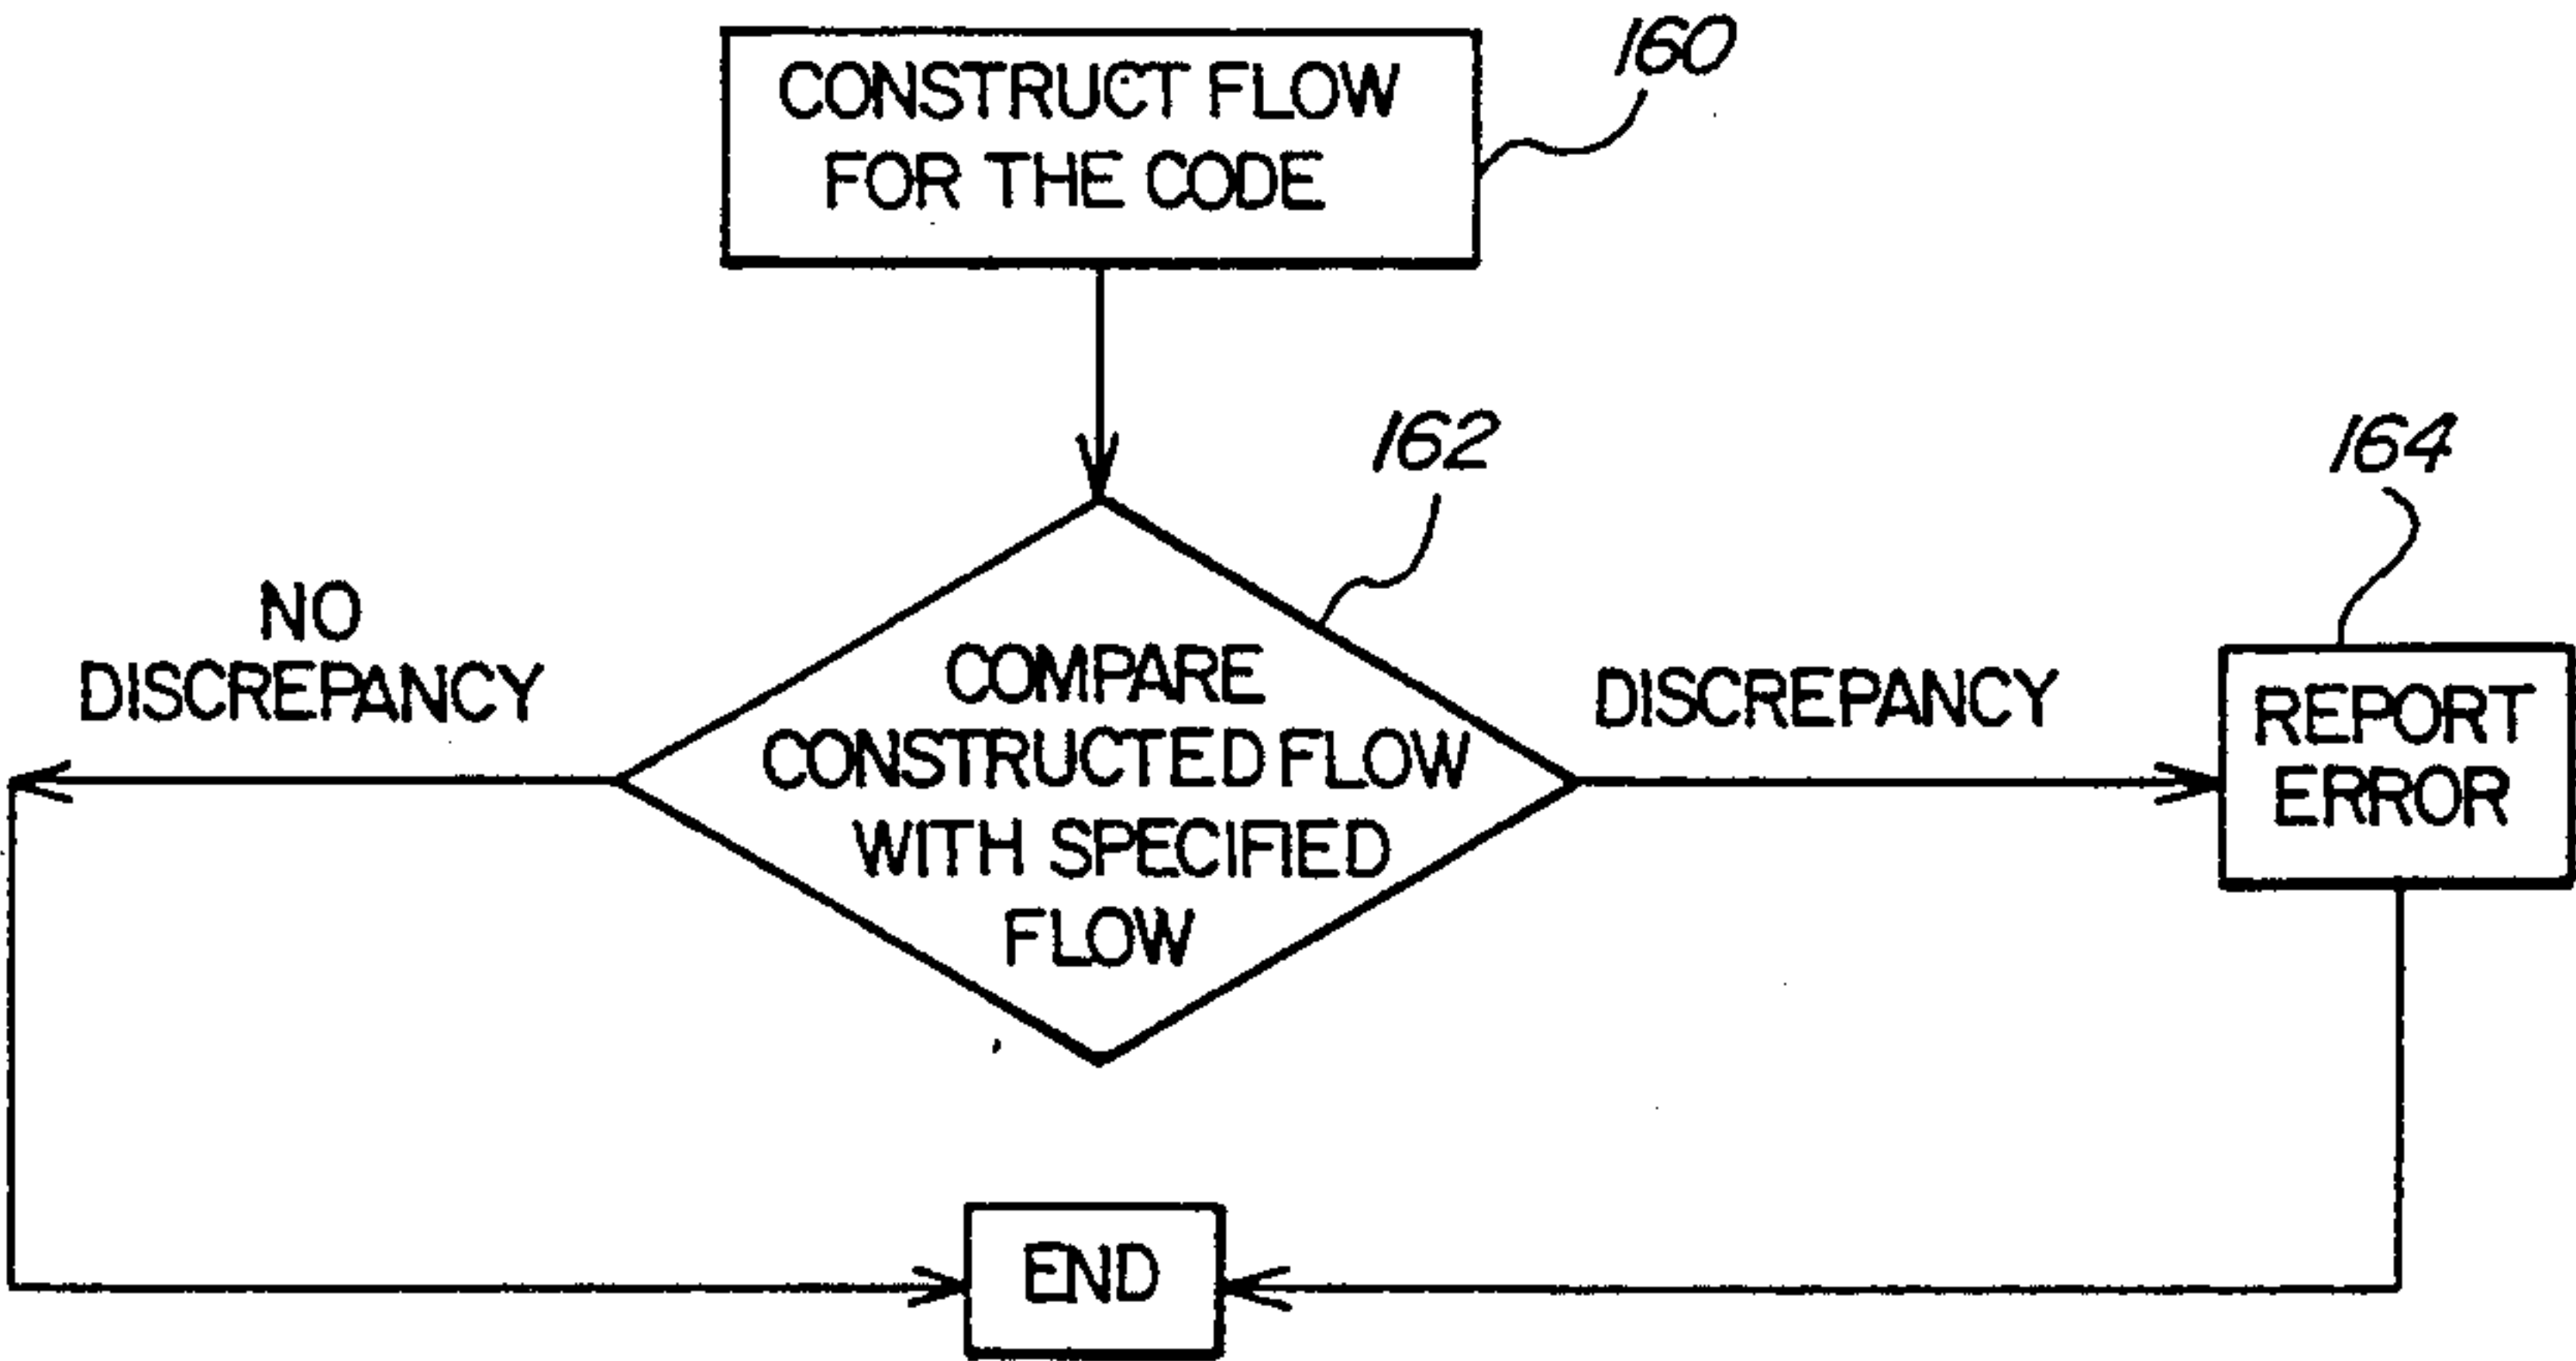 CONSTRUCT FLOW
FOR THE CODE
160
162
164
NO
DISCREPANCY
COMPARE
CONSTRUCTED FLOW
WITH SPECIFIED
FLOW
DISCREPANCY
REPORT
ERROR
END